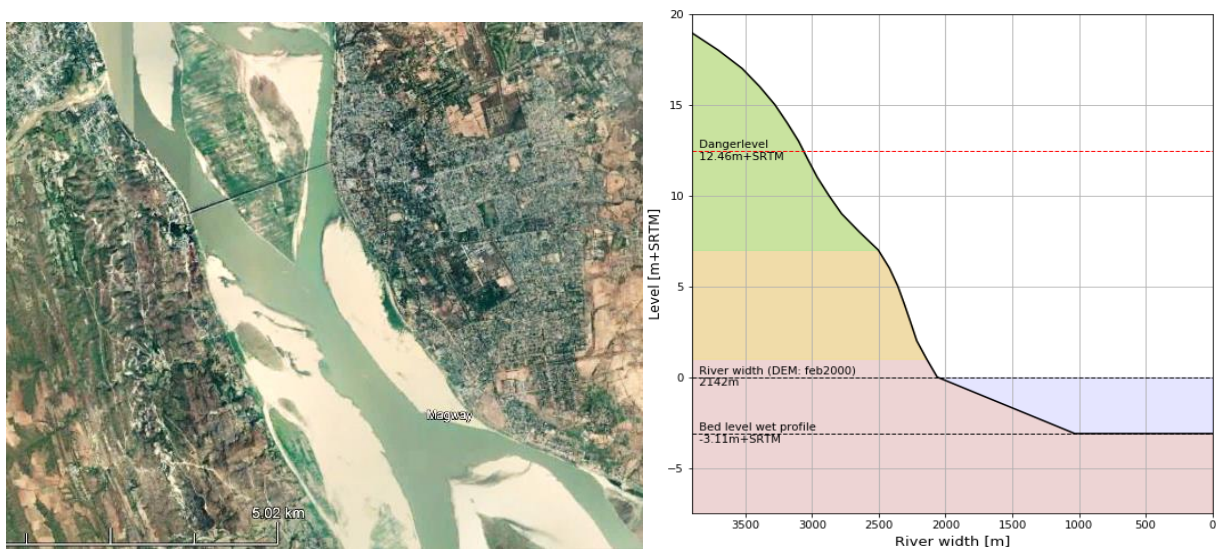 Magway
5.02 km
20
15
10
5
0
−5
Level [m+SRTM]
Dangerlevel
12.46m+SRTM
River width (DEM: feb2000)
2142m
Bed level wet profile
-3.11m+SRTM
3500 3000 2500 2000 1500 1000 500 0
River width [m]